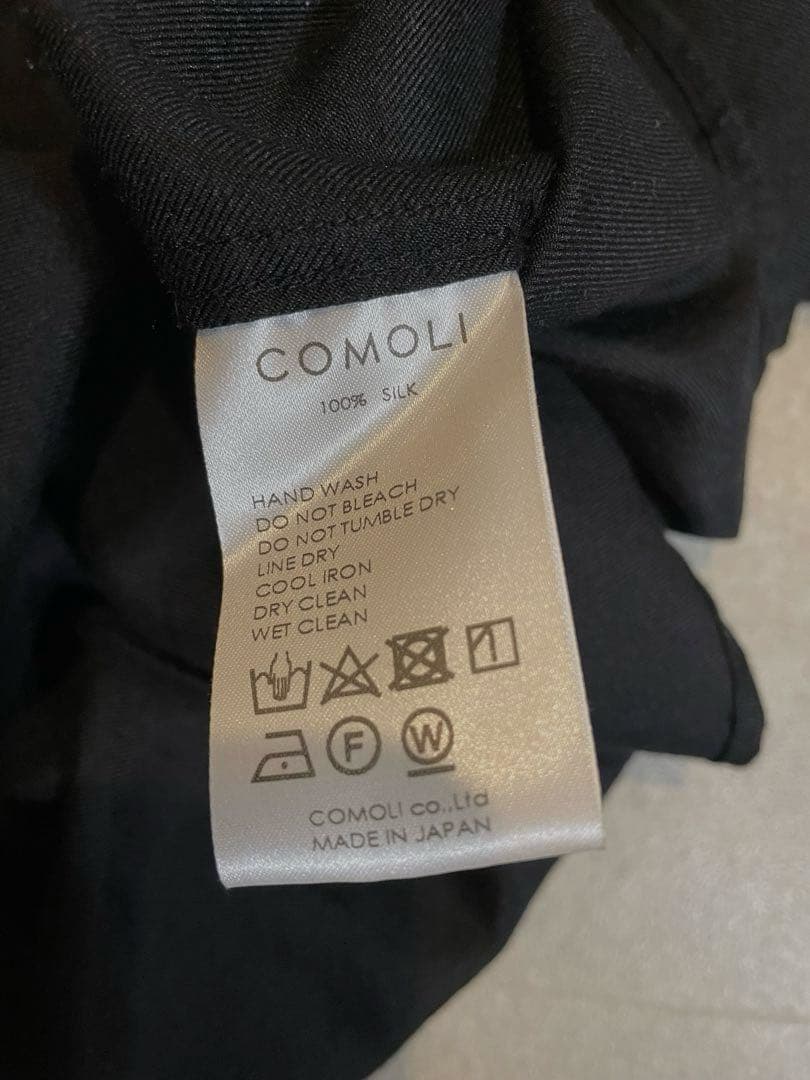 COMOLI
100% SILK
HAND WASH
DO NOT BLEACH
DO NOT TUMBLE DRY
LINE DRY
COOL IRON
DRY CLEAN
WET CLEAN
F W
COMOLI co.,Ltd
MADE IN JAPAN